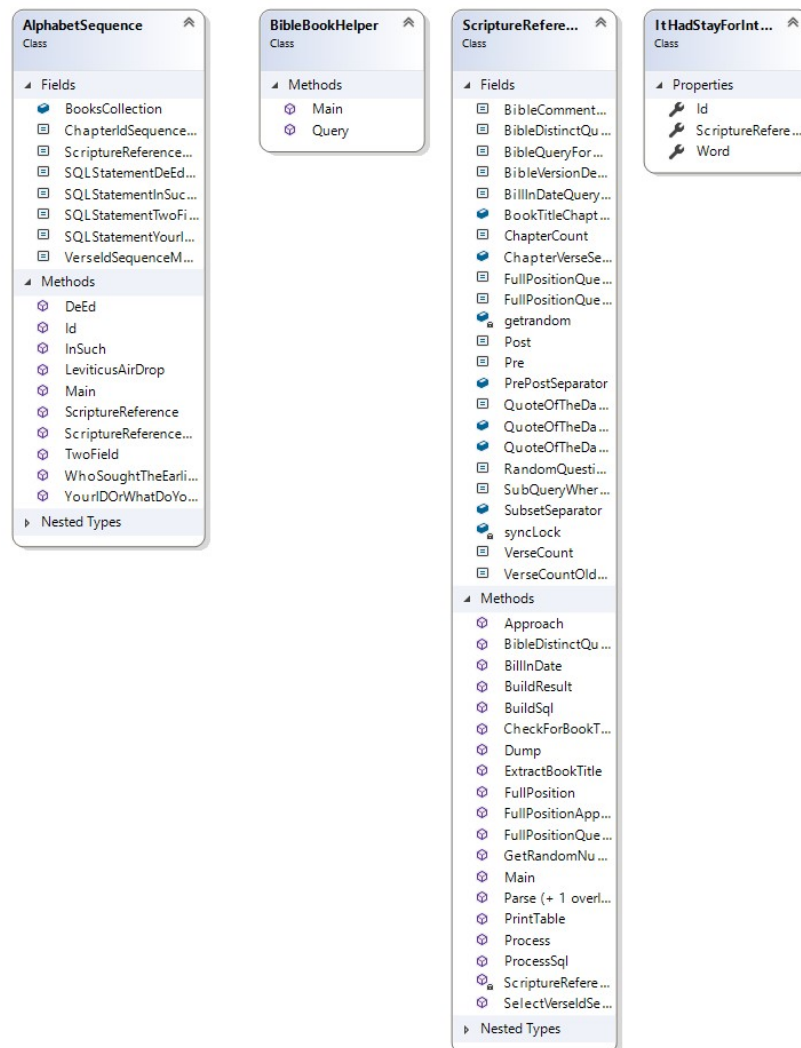 AlphabetSequence
Class
Fields
BooksCollection
ChapterIdSequence...
ScriptureReference...
SQLStatementDeEd...
SQLStatementInSuc...
SQLStatementTwoFi...
SQLStatementYourI...
VerseIdSequenceM...
Methods
DeEd
Id
InSuch
LeviticusAirDrop
Main
ScriptureReference
ScriptureReference...
TwoField
WhoSoughtTheEarli...
YourIDOrWhatDoYo...
Nested Types
BibleBookHelper
Class
Methods
Main
Query
ScriptureRefere...
Class
Fields
BibleComment...
BibleDistinctQu...
BibleQueryFor...
BibleVersionDe...
BillInDateQuery...
BookTitleChapt...
ChapterCount
ChapterVerseSe...
FullPositionQue...
FullPositionQue...
getrandom
Post
Pre
PrePostSeparator
QuoteOfTheDa...
QuoteOfTheDa...
QuoteOfTheDa...
RandomQuesti...
SubQueryWher...
SubsetSeparator
syncLock
VerseCount
VerseCountOld...
Methods
Approach
BibleDistinctQu...
BillInDate
BuildResult
BuildSql
CheckForBookT...
Dump
ExtractBookTitle
FullPosition
FullPositionApp...
FullPositionQue...
GetRandomNu...
Main
Parse (+ 1 overl...
PrintTable
Process
ProcessSql
ScriptureRefere...
SelectVerseIdSe...
Nested Types
ItHadStayForInt...
Class
Properties
Id
ScriptureRefere...
Word